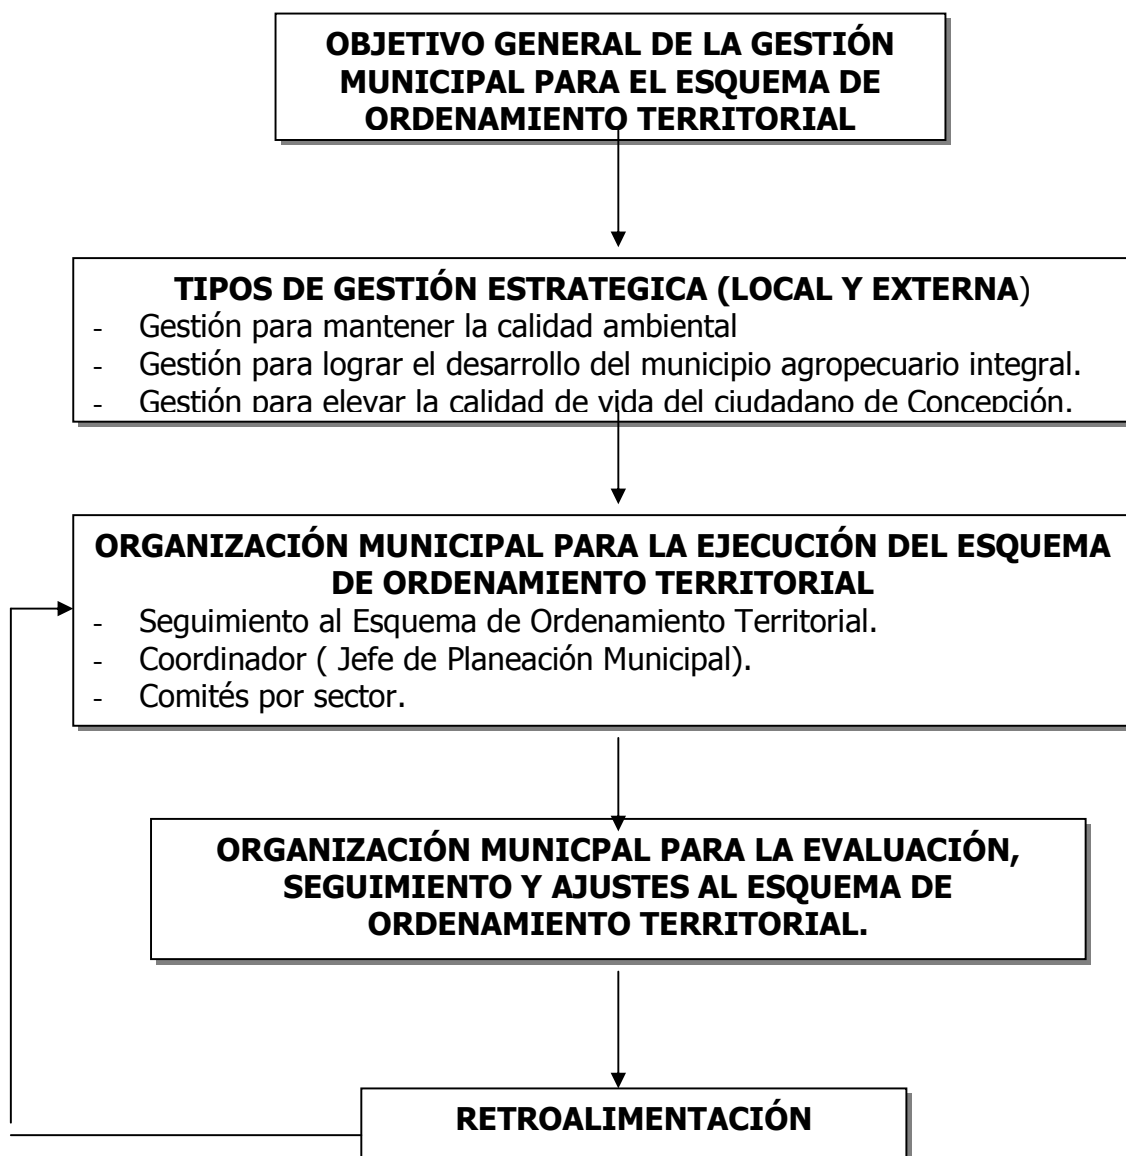 OBJETIVO GENERAL DE LA GESTIÓN
MUNICIPAL PARA EL ESQUEMA DE
ORDENAMIENTO TERRITORIAL
TIPOS DE GESTIÓN ESTRATEGICA (LOCAL Y EXTERNA)
- Gestión para mantener la calidad ambiental
- Gestión para lograr el desarrollo del municipio agropecuario integral.
- Gestión para elevar la calidad de vida del ciudadano de Concepción.
ORGANIZACIÓN MUNICIPAL PARA LA EJECUCIÓN DEL ESQUEMA
DE ORDENAMIENTO TERRITORIAL
- Seguimiento al Esquema de Ordenamiento Territorial.
- Coordinador ( Jefe de Planeación Municipal).
- Comités por sector.
ORGANIZACIÓN MUNICPAL PARA LA EVALUACIÓN,
SEGUIMIENTO Y AJUSTES AL ESQUEMA DE
ORDENAMIENTO TERRITORIAL.
RETROALIMENTACIÓN